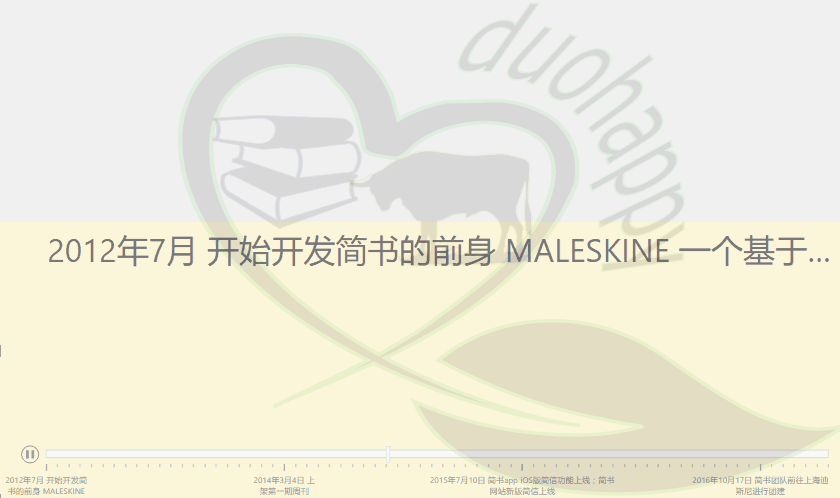 duohappy
2012年7月 开始开发简书的前身 MALESKINE 一个基于...
2012年7月 开始开发简
书的前身 MALESKINE
2014年3月4日 上
架第一期周刊
2015年7月10日 简书app iOS版简信功能上线；简书
网站新版简信上线
2016年10月17日 简书团队前往上海迪
斯尼进行团建